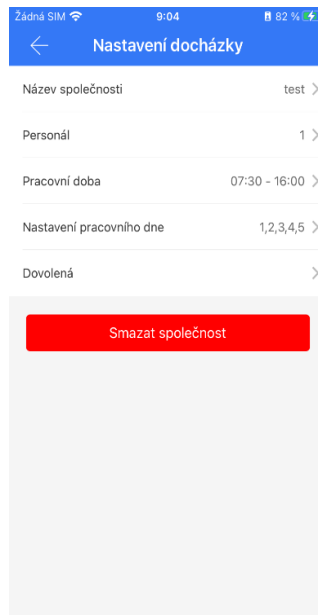 Žádná SIM 9:04 82 %
Nastavení docházky
Název společnosti test
Personál 1
Pracovní doba 07:30 - 16:00
Nastavení pracovního dne 1,2,3,4,5
Dovolená
Smazat společnost